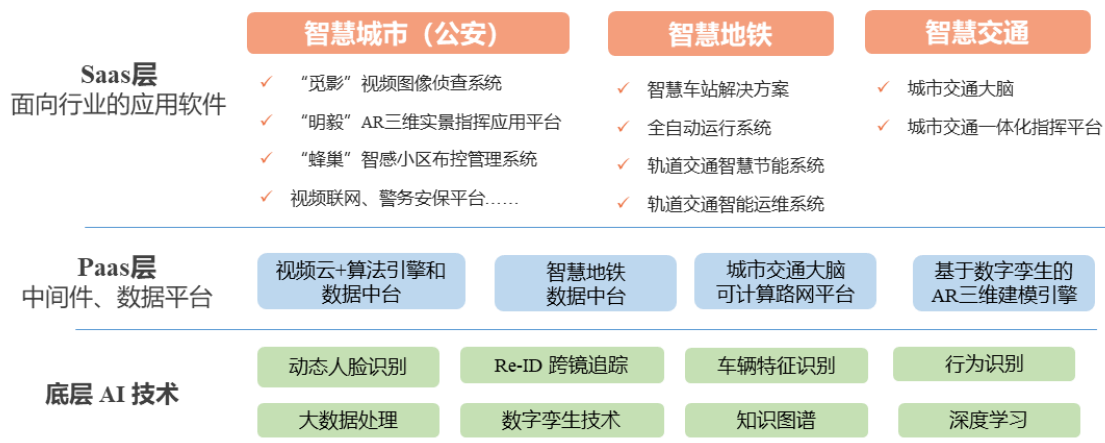 智慧城市（公安）
智慧地铁
智慧交通
Saas层
面向行业的应用软件
✓ “觅影”视频图像侦查系统
✓ “明毅”AR三维实景指挥应用平台
✓ “蜂巢”智感小区布控管理系统
✓ 视频联网、警务安保平台……
✓ 智慧车站解决方案
✓ 全自动运行系统
✓ 轨道交通智慧节能系统
✓ 轨道交通智能运维系统
✓ 城市交通大脑
✓ 城市交通一体化指挥平台
Paas层
中间件、数据平台
视频云+算法引擎和
数据中台
智慧地铁
数据中台
城市交通大脑
可计算路网平台
基于数字孪生的
AR三维建模引擎
底层 AI 技术
动态人脸识别
Re-ID 跨镜追踪
车辆特征识别
行为识别
大数据处理
数字孪生技术
知识图谱
深度学习